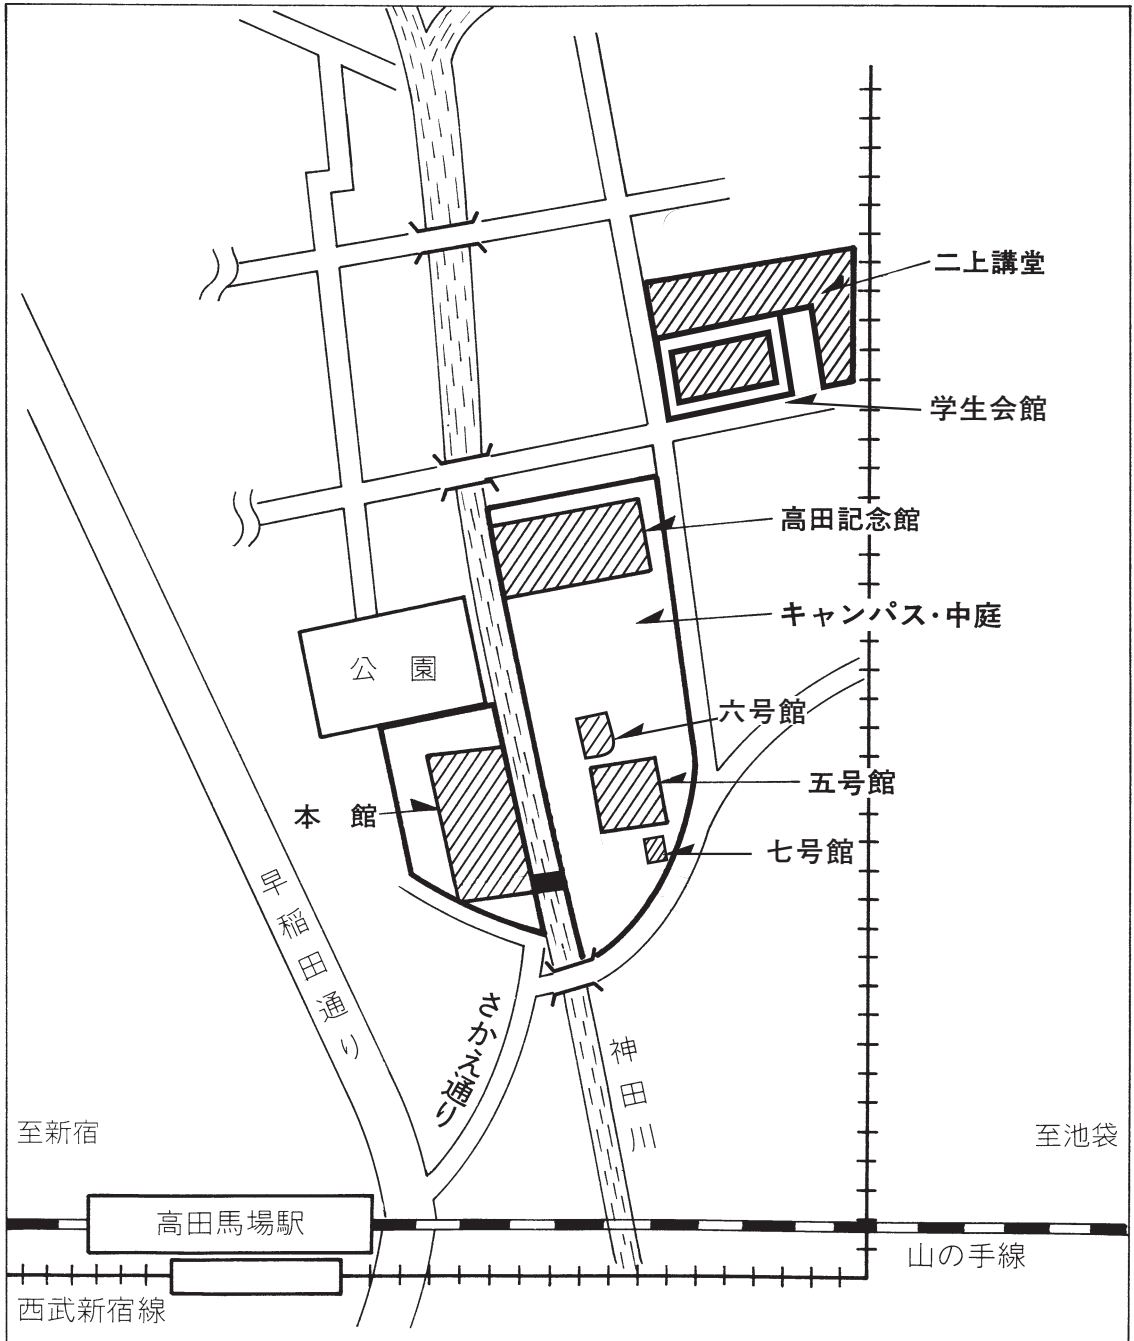 二上講堂
学生会館
高田記念館
キャンパス・中庭
公園
六号館
五号館
本館
七号館
早稲田通り
さかえ通り
神田川
至新宿
至池袋
高田馬場駅
山の手線
西武新宿線